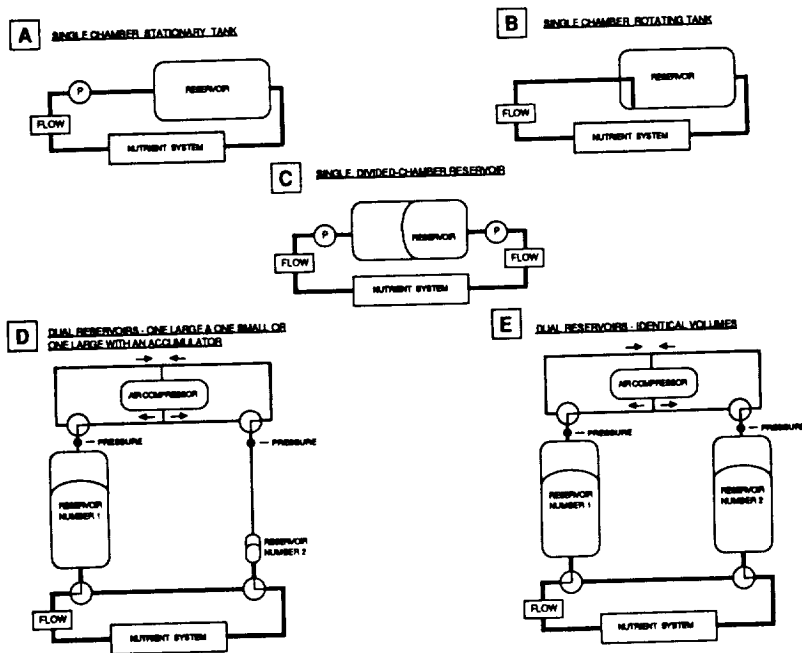 A SINGLE CHAMBER STATIONARY TANK
P
RESERVOIR
FLOW
NUTRIENT SYSTEM
B SINGLE CHAMBER ROTATING TANK
RESERVOIR
FLOW
NUTRIENT SYSTEM
C SINGLE, DIVIDED-CHAMBER RESERVOIR
P
RESERVOIR
P
FLOW
FLOW
NUTRIENT SYSTEM
D DUAL RESERVOIRS - ONE LARGE & ONE SMALL OR
ONE LARGE WITH AN ACCUMULATOR
AIR COMPRESSOR
PRESSURE
PRESSURE
RESERVOIR
NUMBER 1
RESERVOIR
NUMBER 2
FLOW
NUTRIENT SYSTEM
E DUAL RESERVOIRS - IDENTICAL VOLUMES
AIR COMPRESSOR
PRESSURE
PRESSURE
RESERVOIR
NUMBER 1
RESERVOIR
NUMBER 2
FLOW
NUTRIENT SYSTEM